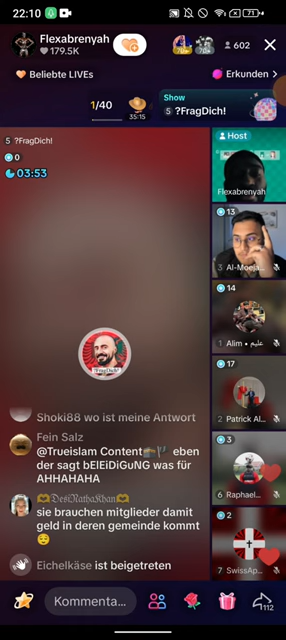 22:10
71
Flexabrenyah
179.5K
602
Beliebte LIVEs
Erkunden
1/40
35:15
Show
5 ?FragDich!
5 ?FragDich!
0
03:53
Host
Flexabrenyah
13
3 Al-Moeja...
14
1 Alim • عليم
17
2 Patrick Al...
3
6 Raphael...
2
7 SwissAp...
"FragDich!"
Shoki88 wo ist meine Antwort
Fein Salz
@Trueislam Content eben
der sagt bElEiDiGuNG was für
AHHAHAHA
DesiNathaKhan
sie brauchen mitglieder damit
geld in deren gemeinde kommt
Eichelkäse ist beigetreten
Kommenta...
112